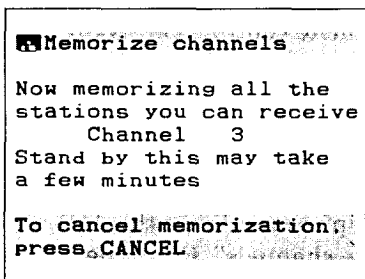 Memorize channels
Now memorizing all the
stations you can receive
Channel 3
Stand by this may take
a few minutes
To cancel memorization,
press CANCEL